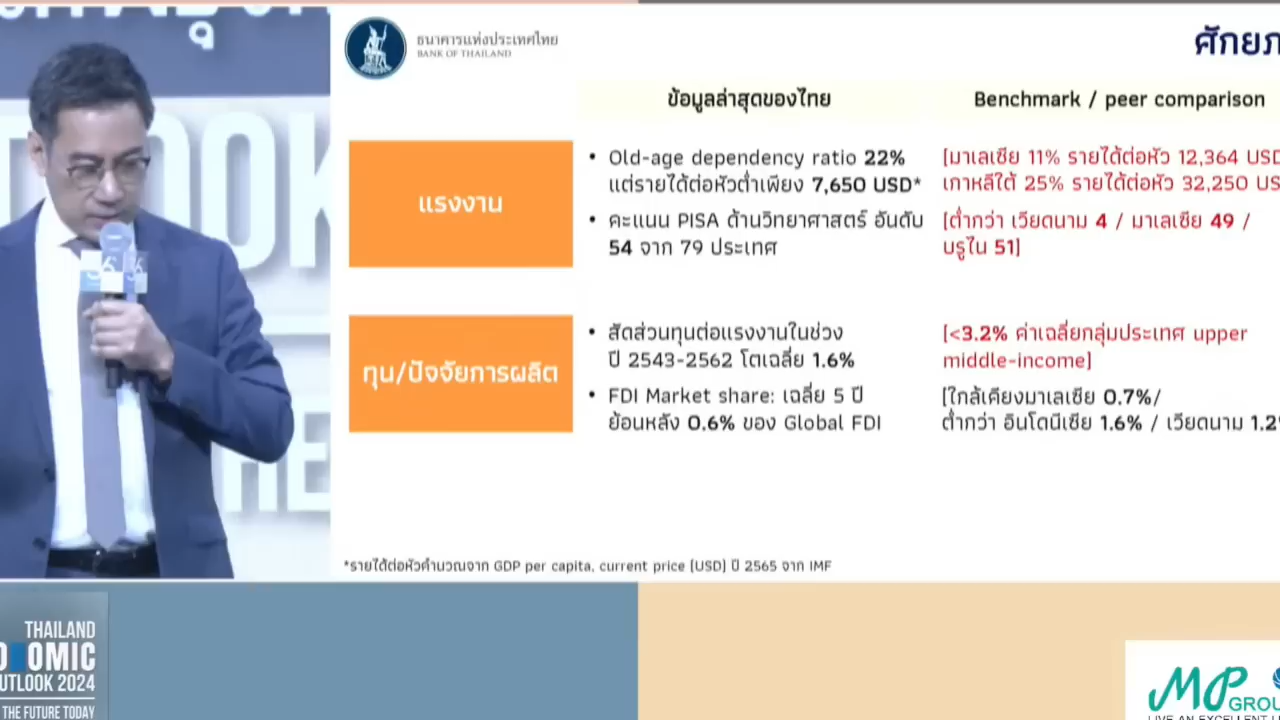 ธนาคารแห่งประเทศไทย
BANK OF THAILAND
ข้อมูลล่าสุดของไทย
Benchmark / peer comparison
แรงงาน
• Old-age dependency ratio 22%
แต่รายได้ต่อหัวต่ำเพียง 7,650 USD*
[มาเลเซีย 11% รายได้ต่อหัว 12,364
เกาหลีใต้ 25% รายได้ต่อหัว 32,250
• คะแนน PISA ด้านวิทยาศาสตร์ อันดับ
54 จาก 79 ประเทศ
[ต่ำกว่า เวียดนาม 4 / มาเลเซีย 49 /
บรูไน 51]
ทุน/ปัจจัยการผลิต
• สัดส่วนทุนต่อแรงงานในช่วง
ปี 2543-2562 โตเฉลี่ย 1.6%
[<3.2% ค่าเฉลี่ยกลุ่มประเทศ upper
middle-income]
• FDI Market share: เฉลี่ย 5 ปี
ย้อนหลัง 0.6% ของ Global FDI
[ใกล้เคียงมาเลเซีย 0.7%/
ต่ำกว่า อินโดนีเซีย 1.6% / เวียดนาม
*รายได้ต่อหัวคำนวณจาก GDP per capita, current price (USD) ปี 2565 จาก IMF
THAILAND
OMIC
UTLOOK 2024
THE FUTURE TODAY
MP